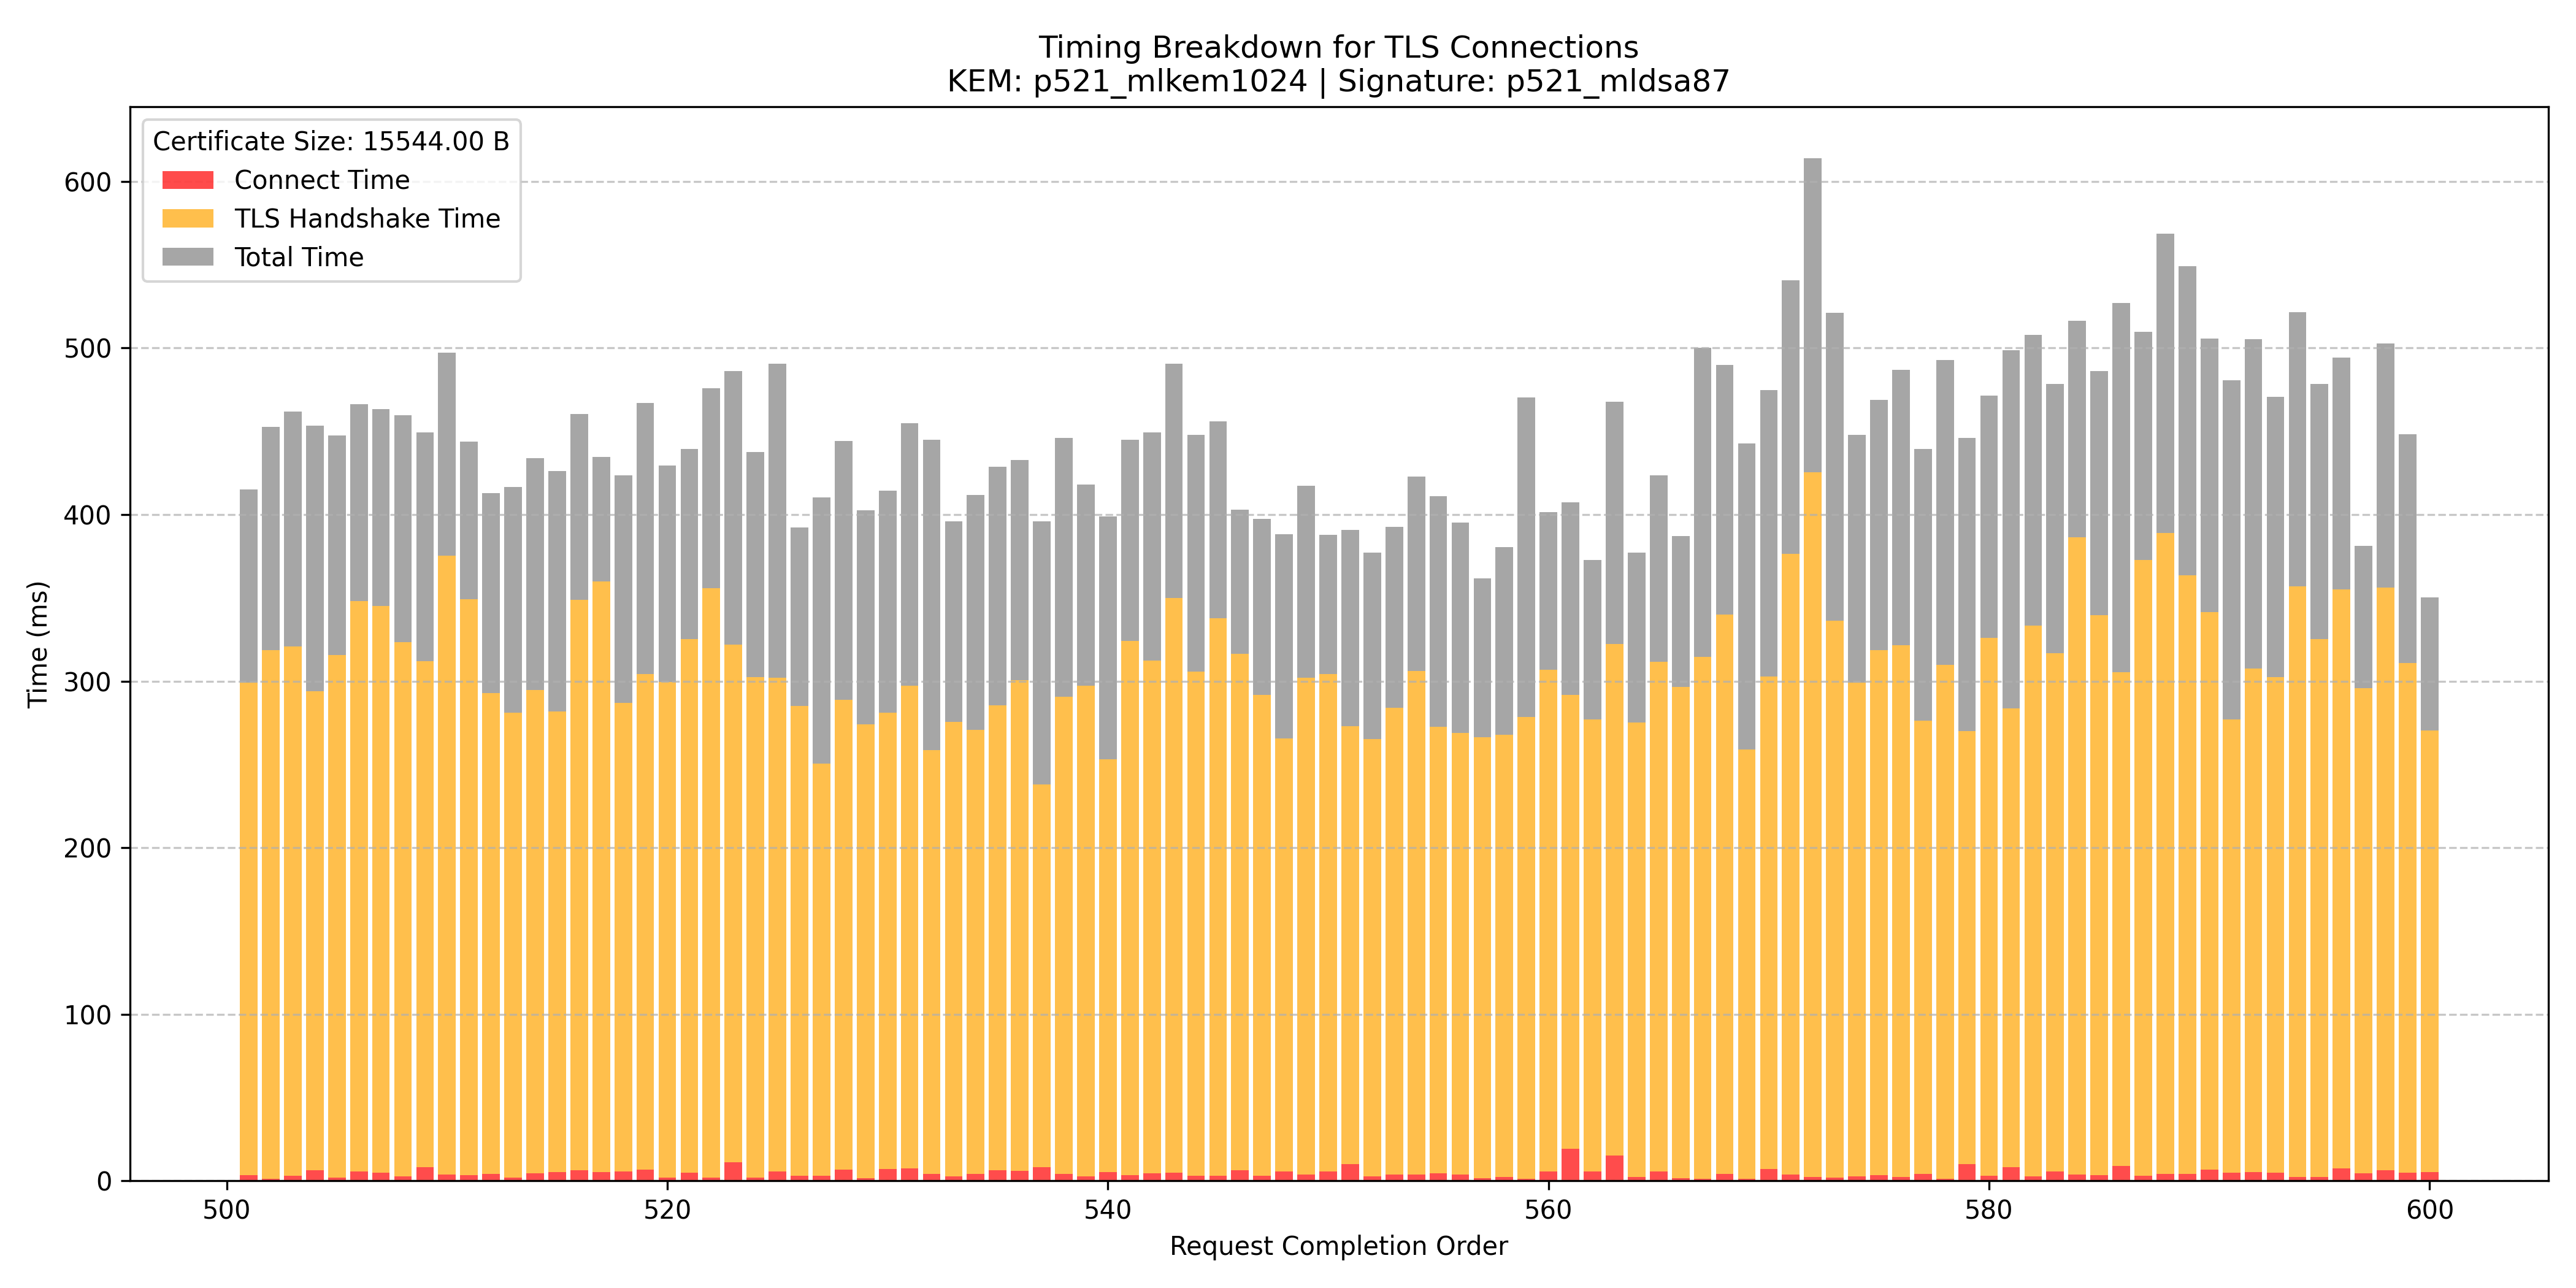 Timing Breakdown for TLS Connections
KEM: p521_mlkem1024 | Signature: p521_mldsa87
Certificate Size: 15544.00 B
Connect Time
TLS Handshake Time
Total Time
600
500
400
300
200
100
0
Time (ms)
500
520
540
560
580
600
Request Completion Order